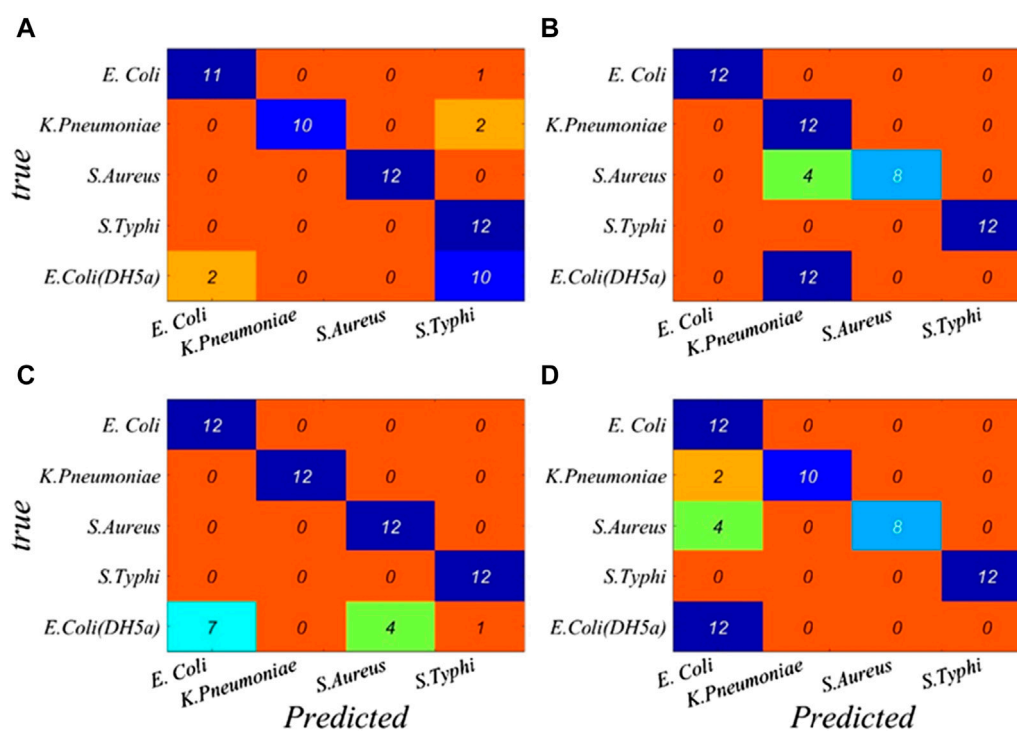 A
E. Coli 11 0 0 1
K.Pneumoniae 0 10 0 2
S.Aureus 0 0 12 0
S.Typhi 0 0 0 12
E.Coli(DH5a) 2 0 0 10
E. Coli K.Pneumoniae S.Aureus S.Typhi
true
B
E. Coli 12 0 0 0
K.Pneumoniae 0 12 0 0
S.Aureus 0 4 8 0
S.Typhi 0 0 0 12
E.Coli(DH5a) 0 12 0 0
E. Coli K.Pneumoniae S.Aureus S.Typhi
C
E. Coli 12 0 0 0
K.Pneumoniae 0 12 0 0
S.Aureus 0 0 12 0
S.Typhi 0 0 0 12
E.Coli(DH5a) 7 0 4 1
E. Coli K.Pneumoniae S.Aureus S.Typhi
true
Predicted
D
E. Coli 12 0 0 0
K.Pneumoniae 2 10 0 0
S.Aureus 4 0 8 0
S.Typhi 0 0 0 12
E.Coli(DH5a) 12 0 0 0
E. Coli K.Pneumoniae S.Aureus S.Typhi
Predicted